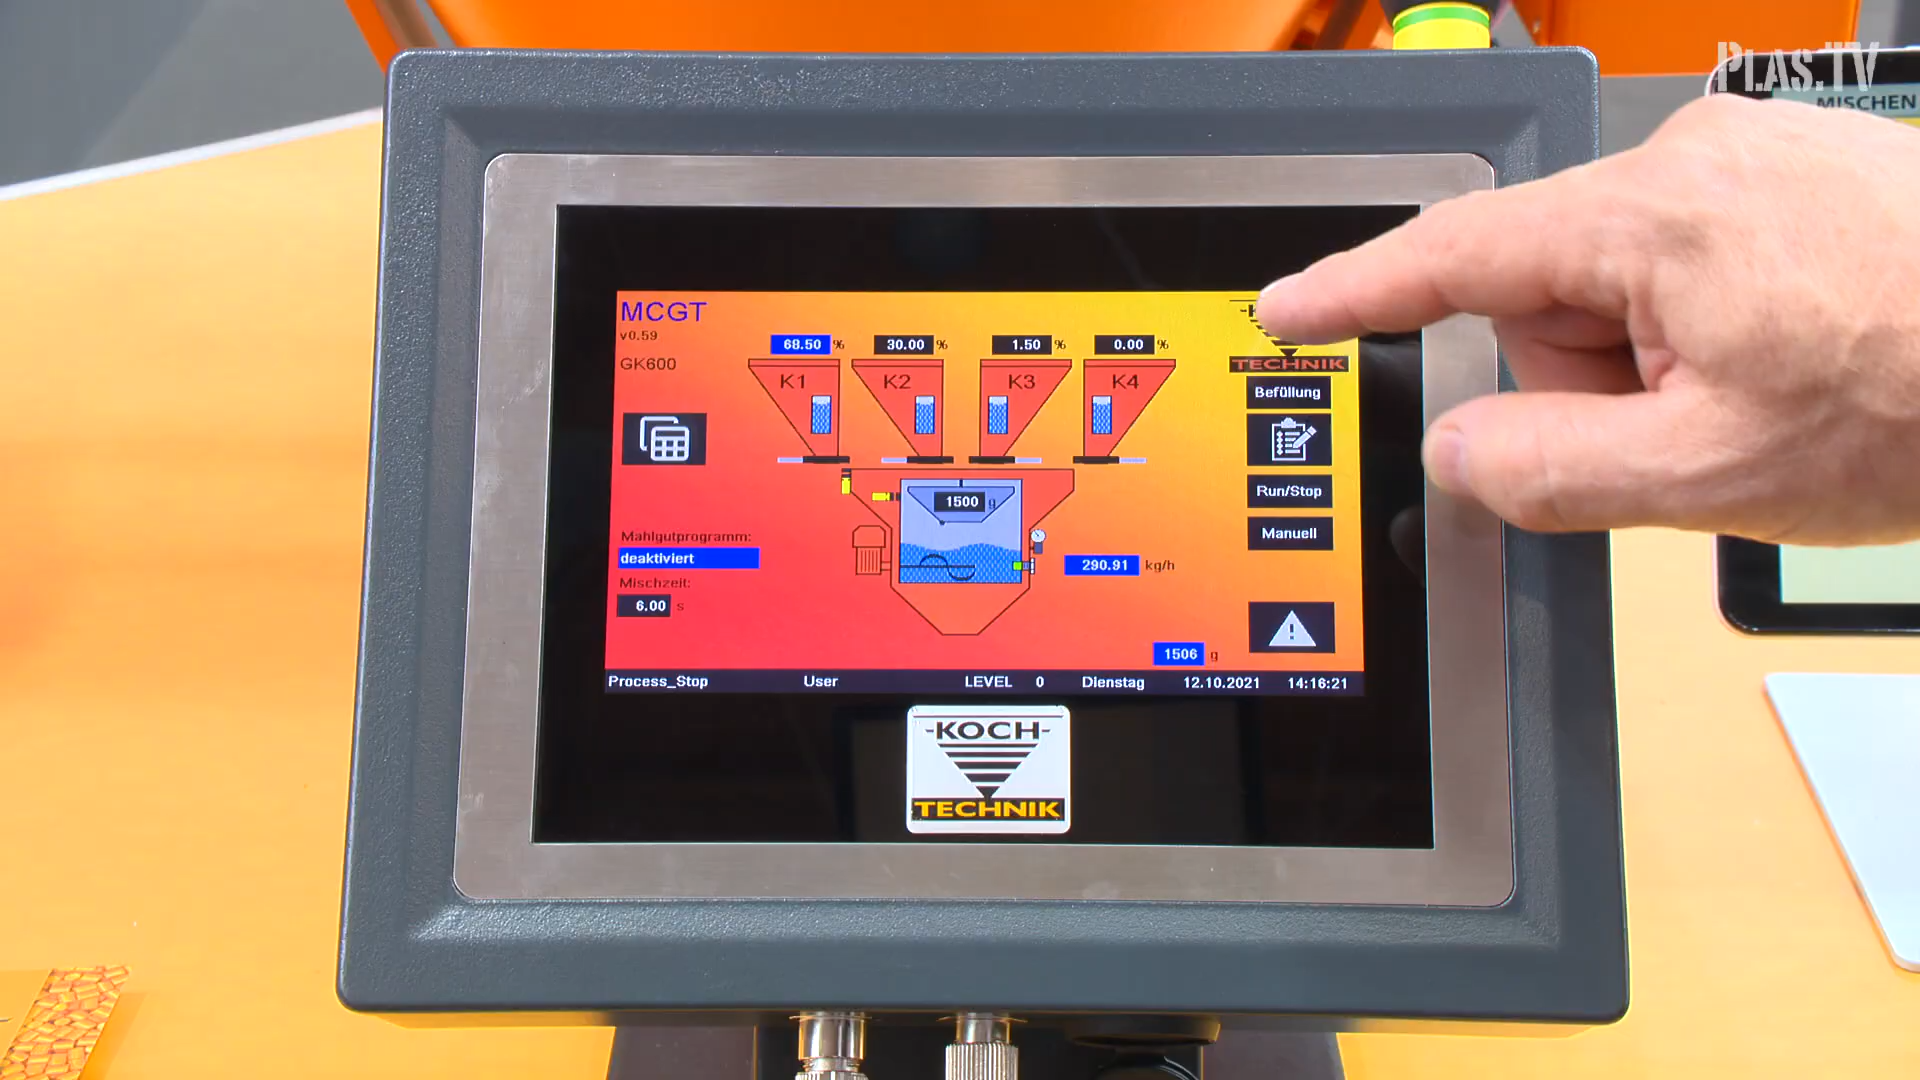 PLAS.TV
MISCHEN
MCGT
v0.59
GK600
68.50 %
30.00 %
1.50 %
0.00 %
K1
K2
K3
K4
TECHNIK
Befüllung
Run/Stop
Manuell
1500 g
Mahlgutprogramm:
deaktiviert
Mischzeit:
6.00 s
290.91 kg/h
1506 g
Process_Stop User LEVEL 0 Dienstag 12.10.2021 14:16:21
-KOCH-
TECHNIK